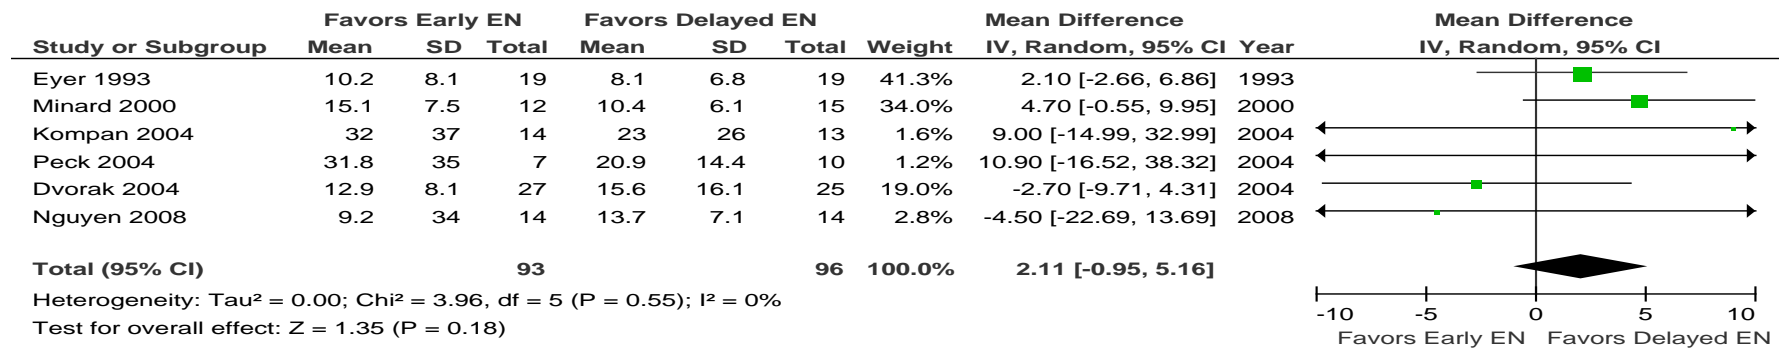 Favors Early EN Favors Delayed EN Mean Difference Mean Difference
Study or Subgroup Mean SD Total Mean SD Total Weight IV, Random, 95% CI Year IV, Random, 95% CI
Eyer 1993 10.2 8.1 19 8.1 6.8 19 41.3% 2.10 [-2.66, 6.86] 1993
Minard 2000 15.1 7.5 12 10.4 6.1 15 34.0% 4.70 [-0.55, 9.95] 2000
Kompan 2004 32 37 14 23 26 13 1.6% 9.00 [-14.99, 32.99] 2004
Peck 2004 31.8 35 7 20.9 14.4 10 1.2% 10.90 [-16.52, 38.32] 2004
Dvorak 2004 12.9 8.1 27 15.6 16.1 25 19.0% -2.70 [-9.71, 4.31] 2004
Nguyen 2008 9.2 34 14 13.7 7.1 14 2.8% -4.50 [-22.69, 13.69] 2008
Total (95% CI) 93 96 100.0% 2.11 [-0.95, 5.16]
Heterogeneity: Tau² = 0.00; Chi² = 3.96, df = 5 (P = 0.55); I² = 0%
Test for overall effect: Z = 1.35 (P = 0.18)
-10 -5 0 5 10
Favors Early EN Favors Delayed EN